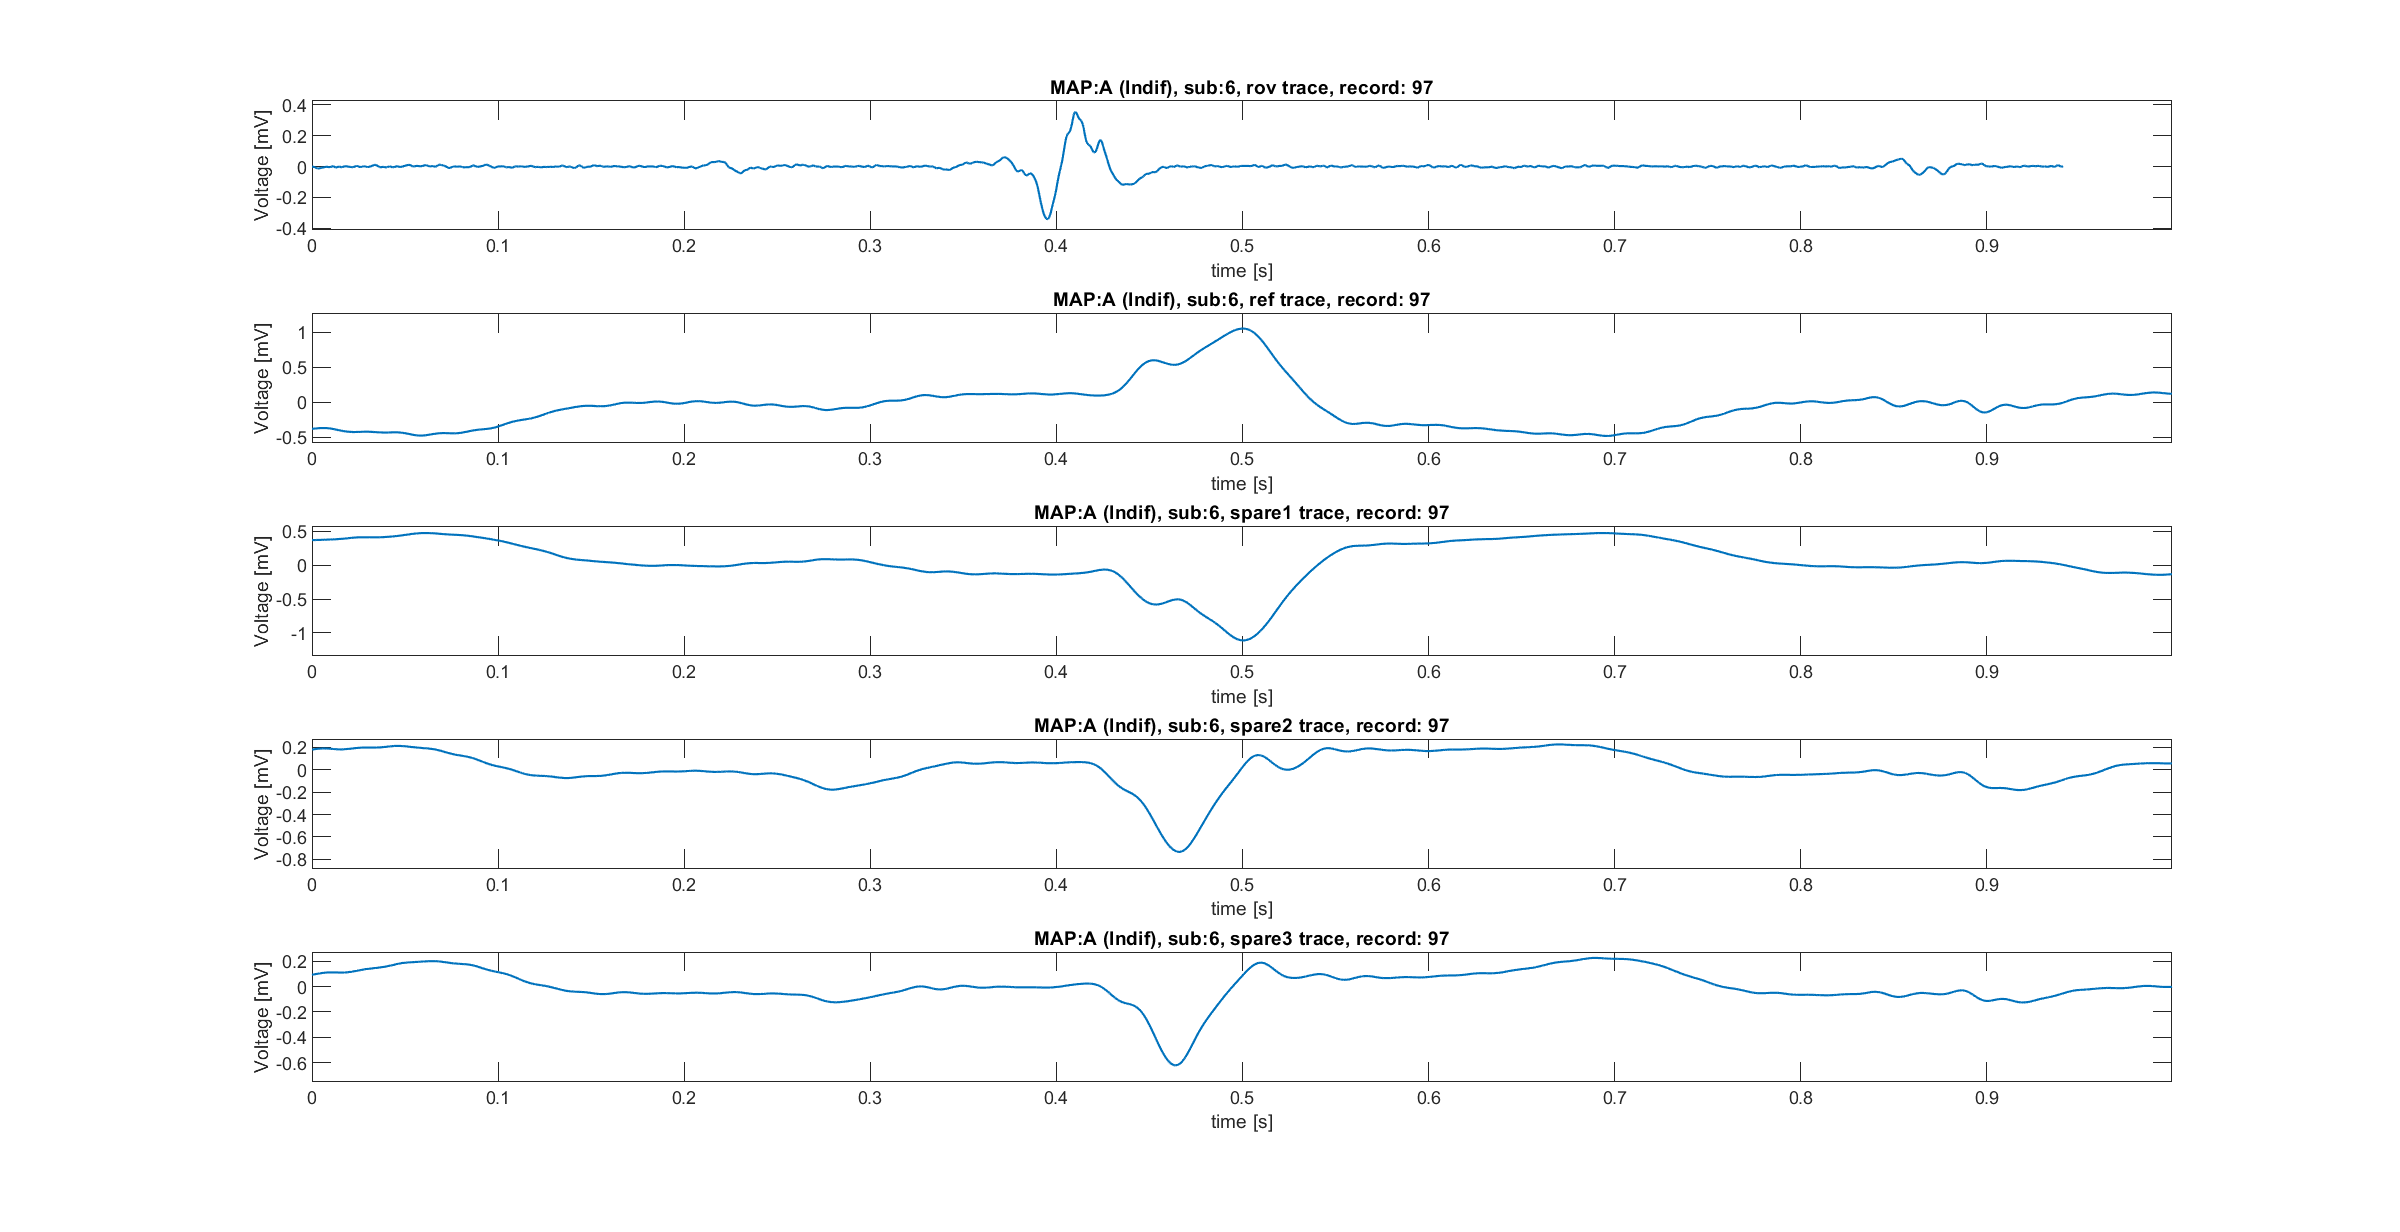 MAP:A (Indif), sub:6, rov trace, record: 97
Voltage [mV]
0.4
0.2
0
-0.2
-0.4
0 0.1 0.2 0.3 0.4 0.5 0.6 0.7 0.8 0.9
time [s]
MAP:A (Indif), sub:6, ref trace, record: 97
Voltage [mV]
1
0.5
0
-0.5
0 0.1 0.2 0.3 0.4 0.5 0.6 0.7 0.8 0.9
time [s]
MAP:A (Indif), sub:6, spare1 trace, record: 97
Voltage [mV]
0.5
0
-0.5
-1
0 0.1 0.2 0.3 0.4 0.5 0.6 0.7 0.8 0.9
time [s]
MAP:A (Indif), sub:6, spare2 trace, record: 97
Voltage [mV]
0.2
0
-0.2
-0.4
-0.6
-0.8
0 0.1 0.2 0.3 0.4 0.5 0.6 0.7 0.8 0.9
time [s]
MAP:A (Indif), sub:6, spare3 trace, record: 97
Voltage [mV]
0.2
0
-0.2
-0.4
-0.6
0 0.1 0.2 0.3 0.4 0.5 0.6 0.7 0.8 0.9
time [s]